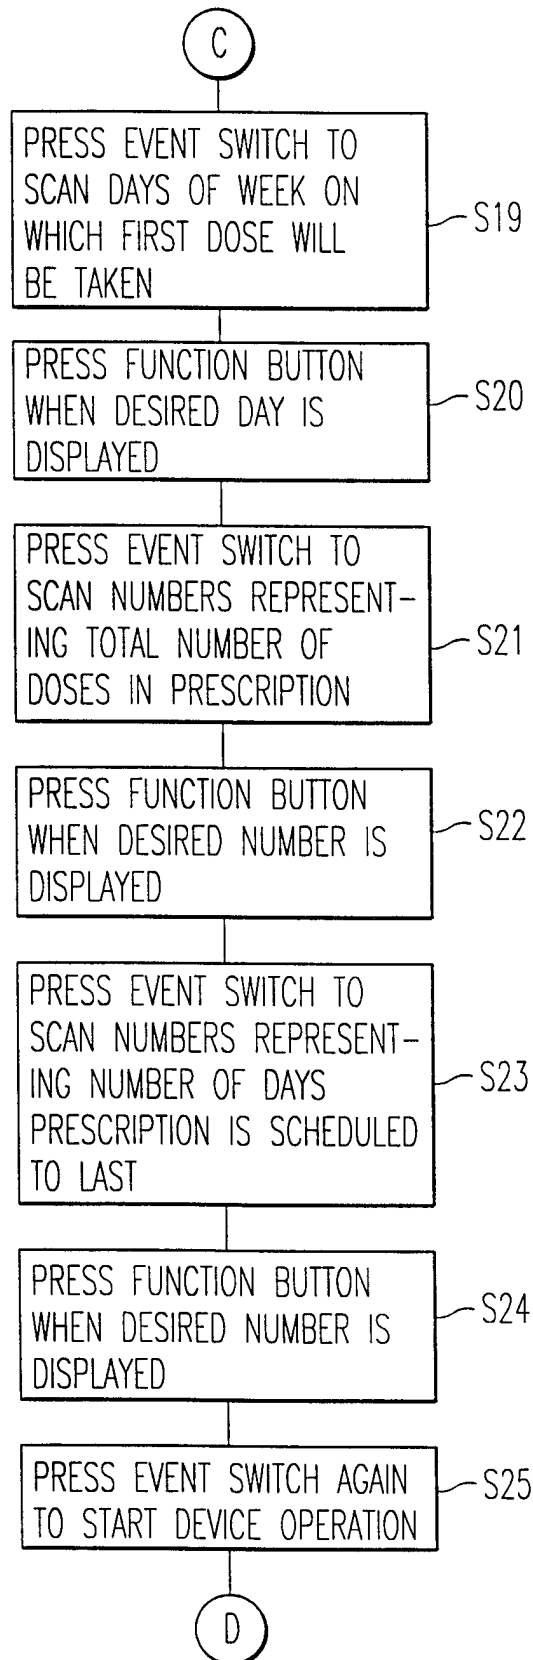 C
PRESS EVENT SWITCH TO
SCAN DAYS OF WEEK ON
WHICH FIRST DOSE WILL
BE TAKEN
S19
PRESS FUNCTION BUTTON
WHEN DESIRED DAY IS
DISPLAYED
S20
PRESS EVENT SWITCH TO
SCAN NUMBERS REPRESENT-
ING TOTAL NUMBER OF
DOSES IN PRESCRIPTION
S21
PRESS FUNCTION BUTTON
WHEN DESIRED NUMBER IS
DISPLAYED
S22
PRESS EVENT SWITCH TO
SCAN NUMBERS REPRESENT-
ING NUMBER OF DAYS
PRESCRIPTION IS SCHEDULED
TO LAST
S23
PRESS FUNCTION BUTTON
WHEN DESIRED NUMBER IS
DISPLAYED
S24
PRESS EVENT SWITCH AGAIN
TO START DEVICE OPERATION
S25
D